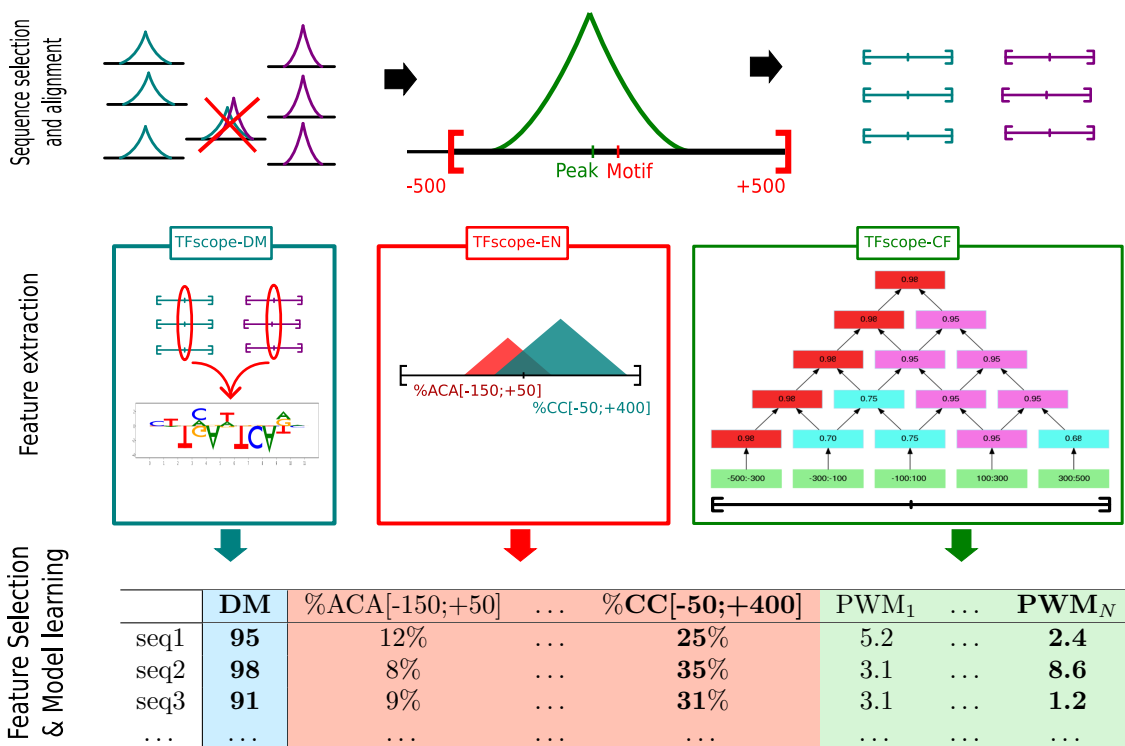 Sequence selection
and alignment
Peak Motif
-500 +500
Feature extraction
TFscope-DM
TFscope-EN
%ACA[-150;+50]
%CC[-50;+400]
TFscope-CF
0.98
0.98 0.95
0.98 0.95 0.95
0.98 0.75 0.95 0.95
0.98 0.70 0.75 0.95 0.68
-500:-300 -300:-100 -100:100 100:300 300:500
Feature Selection
& Model learning
DM %ACA[-150;+50] ... %CC[-50;+400] PWM1 ... PWMN
seq1 95 12% ... 25% 5.2 ... 2.4
seq2 98 8% ... 35% 3.1 ... 8.6
seq3 91 9% ... 31% 3.1 ... 1.2
... ... ... ... ... ... ... ...